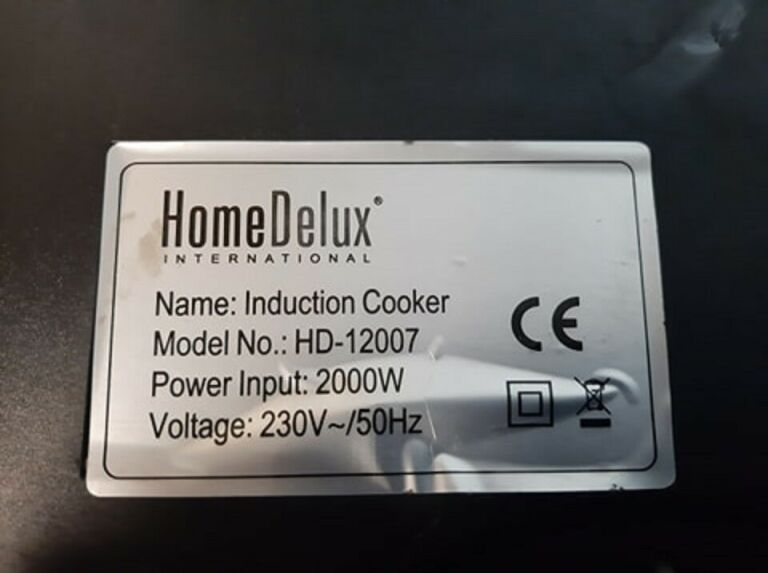 HomeDelux®
INTERNATIONAL
Name: Induction Cooker
Model No.: HD-12007
Power Input: 2000W
Voltage: 230V~/50Hz
CE